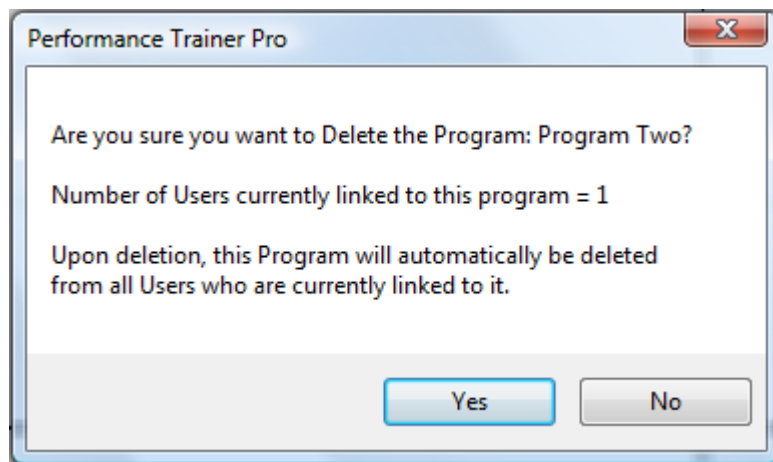 Performance Trainer Pro
Are you sure you want to Delete the Program: Program Two?
Number of Users currently linked to this program = 1
Upon deletion, this Program will automatically be deleted
from all Users who are currently linked to it.
Yes
No